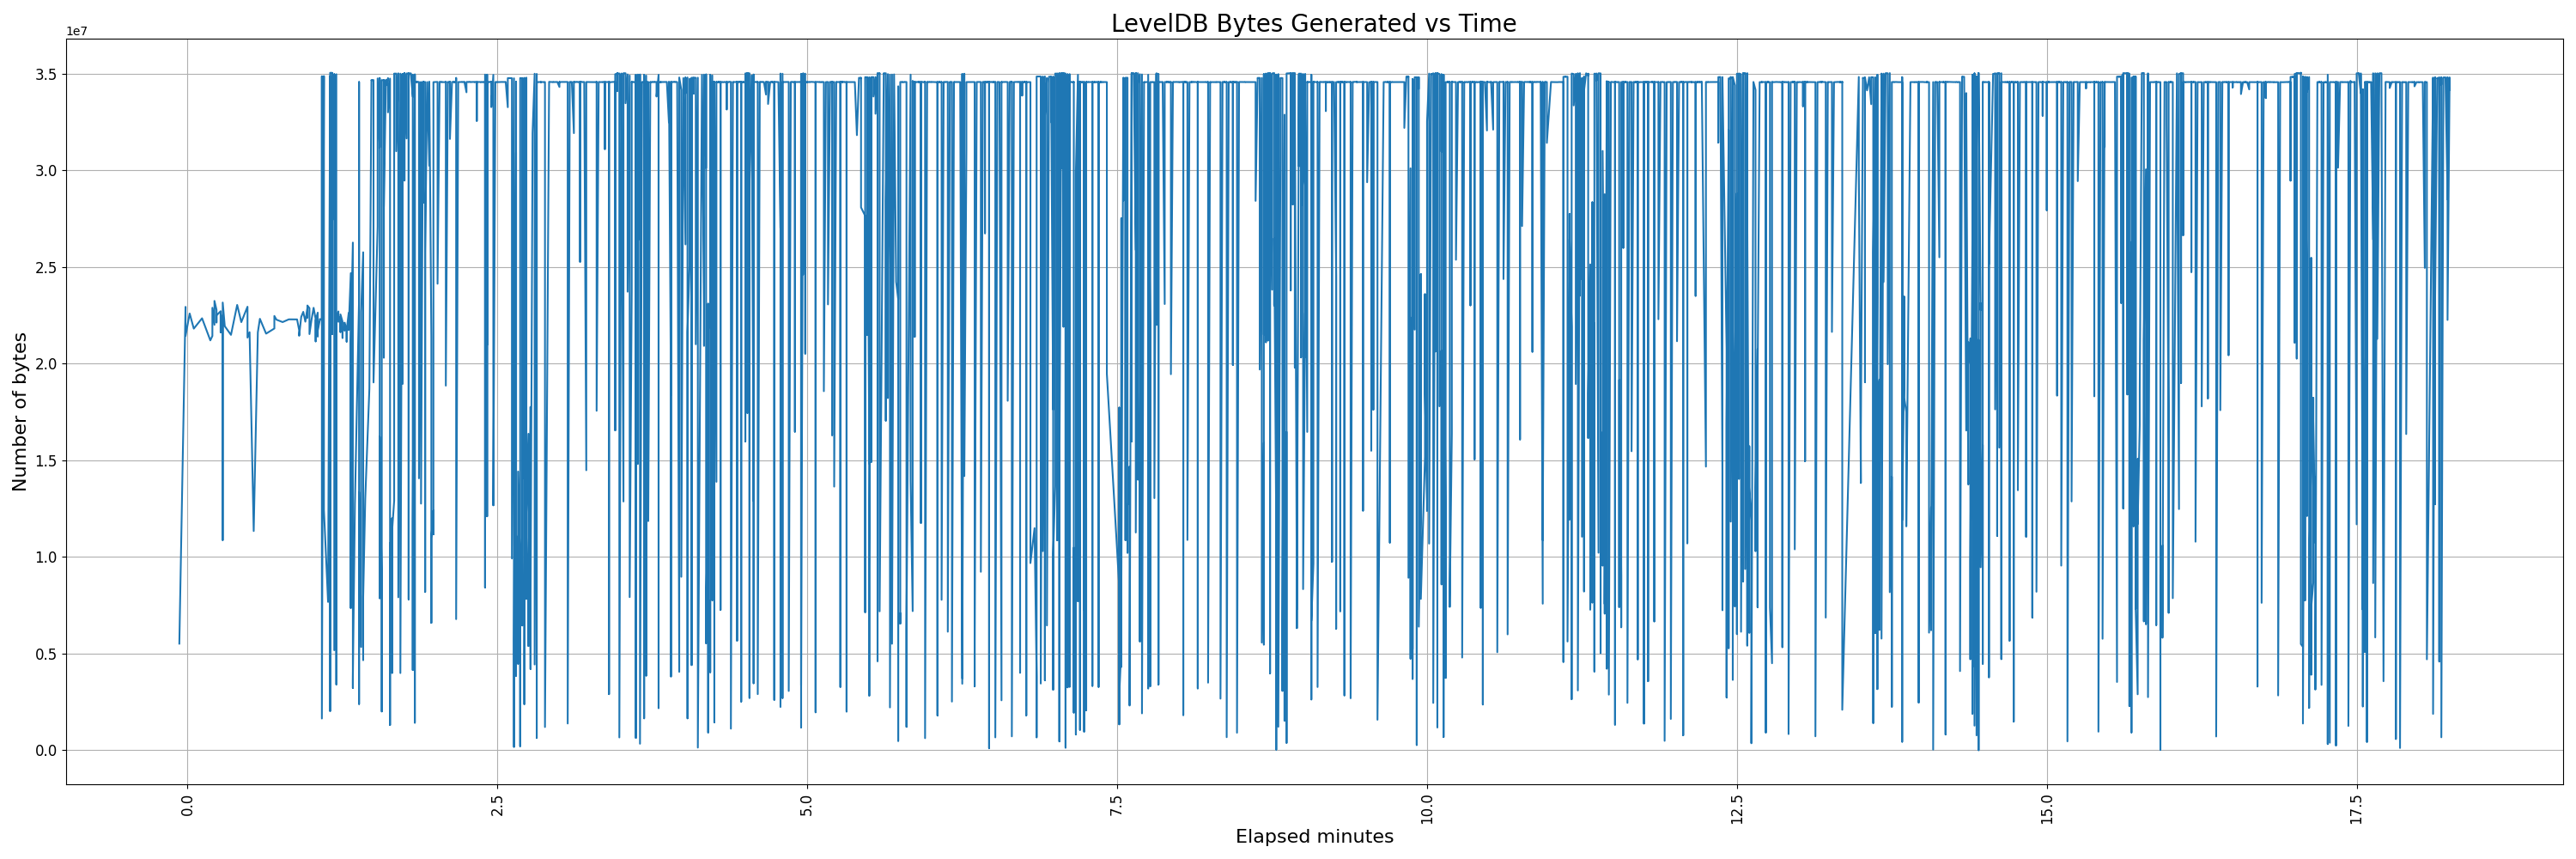 LevelDB Bytes Generated vs Time
1e7
3.5
3.0
2.5
2.0
1.5
1.0
0.5
0.0
Number of bytes
0.0 2.5 5.0 7.5 10.0 12.5 15.0 17.5
Elapsed minutes